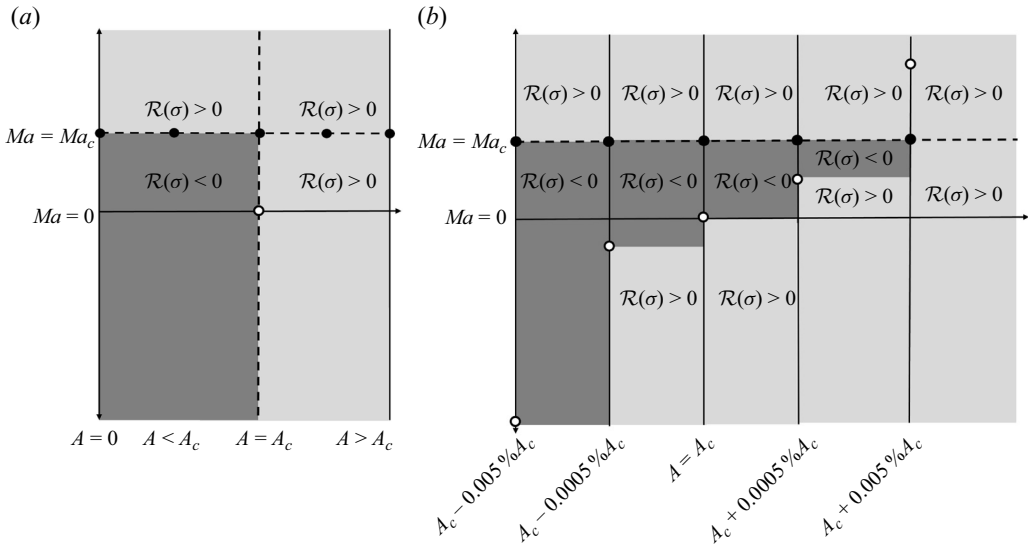 (a)
ℛ(σ) > 0
ℛ(σ) > 0
Ma = Ma_c
ℛ(σ) < 0
ℛ(σ) > 0
Ma = 0
A = 0
A < A_c
A = A_c
A > A_c
(b)
ℛ(σ) > 0
ℛ(σ) > 0
ℛ(σ) > 0
ℛ(σ) > 0
ℛ(σ) > 0
Ma = Ma_c
ℛ(σ) < 0
ℛ(σ) < 0
ℛ(σ) < 0
ℛ(σ) < 0
ℛ(σ) > 0
ℛ(σ) > 0
Ma = 0
ℛ(σ) > 0
ℛ(σ) > 0
A_c – 0.005 %A_c
A_c – 0.0005 %A_c
A = A_c
A_c + 0.0005 %A_c
A_c + 0.005 %A_c